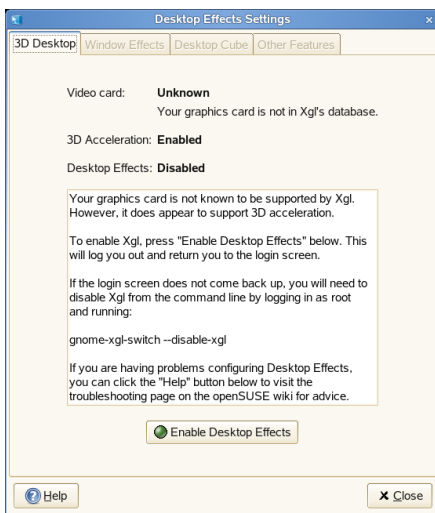 Desktop Effects Settings
3D Desktop Window Effects Desktop Cube Other Features
Video card: Unknown
Your graphics card is not in Xgl's database.
3D Acceleration: Enabled
Desktop Effects: Disabled
Your graphics card is not known to be supported by Xgl.
However, it does appear to support 3D acceleration.
To enable Xgl, press "Enable Desktop Effects" below. This
will log you out and return you to the login screen.
If the login screen does not come back up, you will need to
disable Xgl from the command line by logging in as root
and running:
gnome-xgl-switch --disable-xgl
If you are having problems configuring Desktop Effects,
you can click the "Help" button below to visit the
troubleshooting page on the openSUSE wiki for advice.
Enable Desktop Effects
Help Close